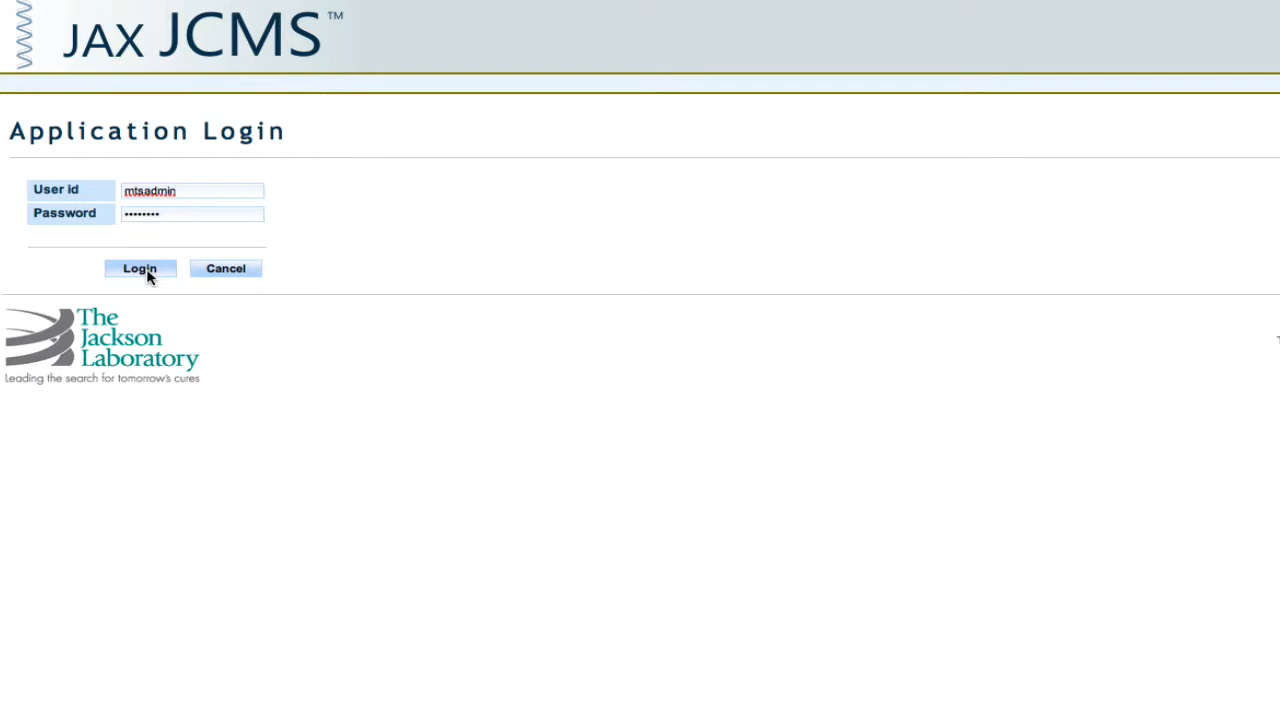 JAX JCMS™
Application Login
User id mtsadmin
Password ••••••••
Login Cancel
The
Jackson
Laboratory
Leading the search for tomorrow's cures